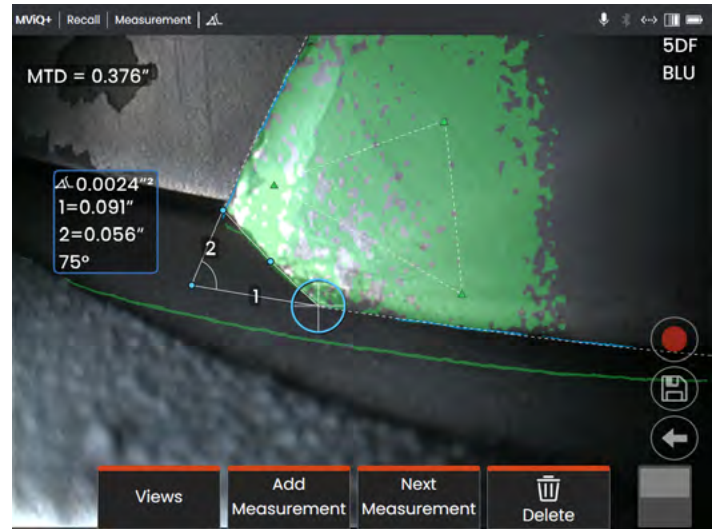 MViQ+ | Recall | Measurement |
5DF
BLU
MTD = 0.376"
0.0024"²
1=0.091"
2=0.056"
75°
2
1
Views
Add
Measurement
Next
Measurement
Delete